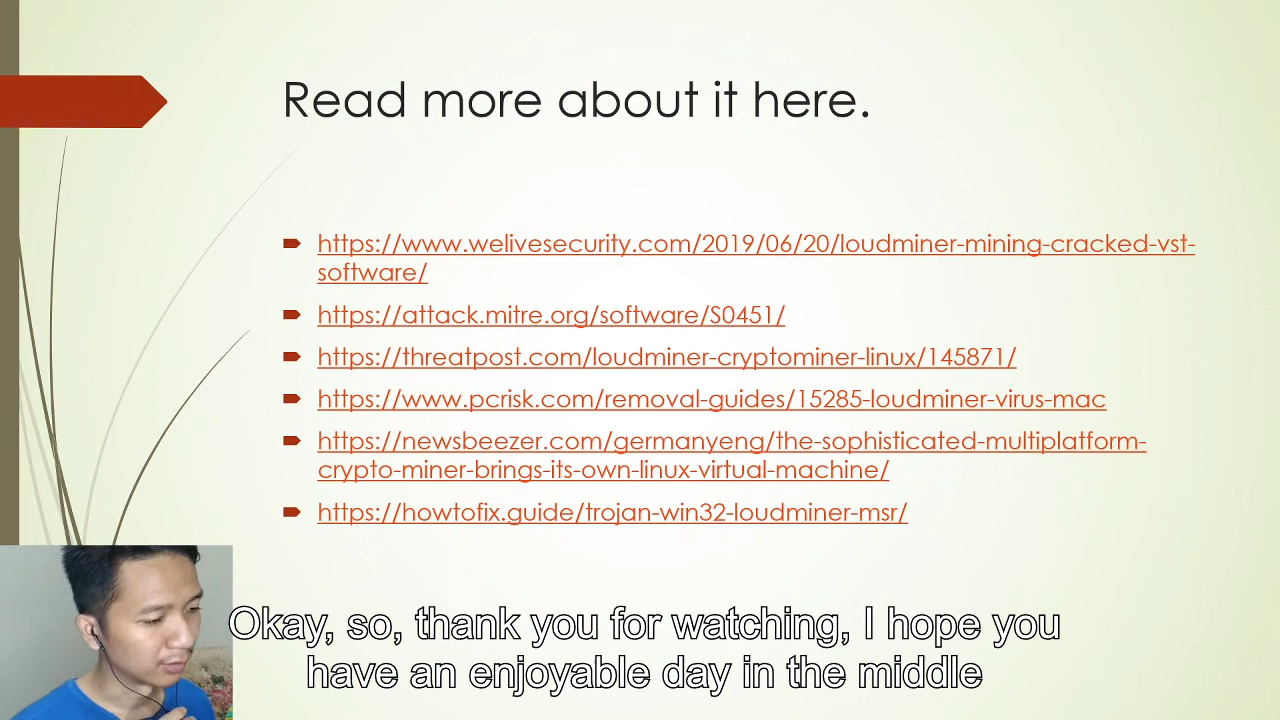 Read more about it here.
https://www.welivesecurity.com/2019/06/20/loudminer-mining-cracked-vst-
software/
https://attack.mitre.org/software/S0451/
https://threatpost.com/loudminer-cryptominer-linux/145871/
https://www.pcrisk.com/removal-guides/15285-loudminer-virus-mac
https://newsbeezer.com/germanyeng/the-sophisticated-multiplatform-
crypto-miner-brings-its-own-linux-virtual-machine/
https://howtofix.guide/trojan-win32-loudminer-msr/
Okay, so, thank you for watching, I hope you
have an enjoyable day in the middle